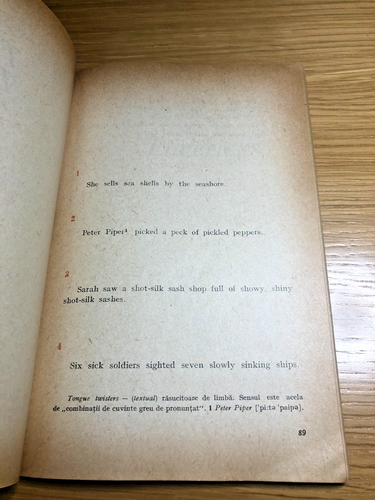 1
She sells sea shells by the seashore.
2
Peter Piper¹ picked a peck of pickled peppers.
3
Sarah saw a shot-silk sash shop full of showy, shiny
shot-silk sashes.
4
Six sick soldiers sighted seven slowly sinking ships.
Tongue twisters — (textual) răsucitoare de limbă. Sensul este acela
de „combinații de cuvinte greu de pronunțat". 1 Peter Piper ['pi:tə 'paipə].
89